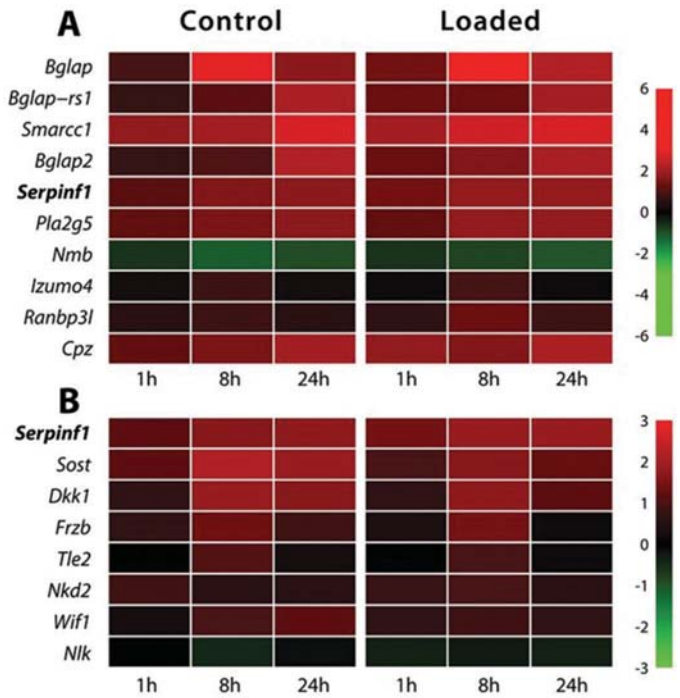 A
Control Loaded
Bglap
Bglap-rs1
Smarcc1
Bglap2
Serpinf1
Pla2g5
Nmb
Izumo4
Ranbp3l
Cpz
6
4
2
0
-2
-4
-6
1h 8h 24h 1h 8h 24h
B
Serpinf1
Sost
Dkk1
Frzb
Tle2
Nkd2
Wif1
Nlk
3
2
1
0
-1
-2
-3
1h 8h 24h 1h 8h 24h